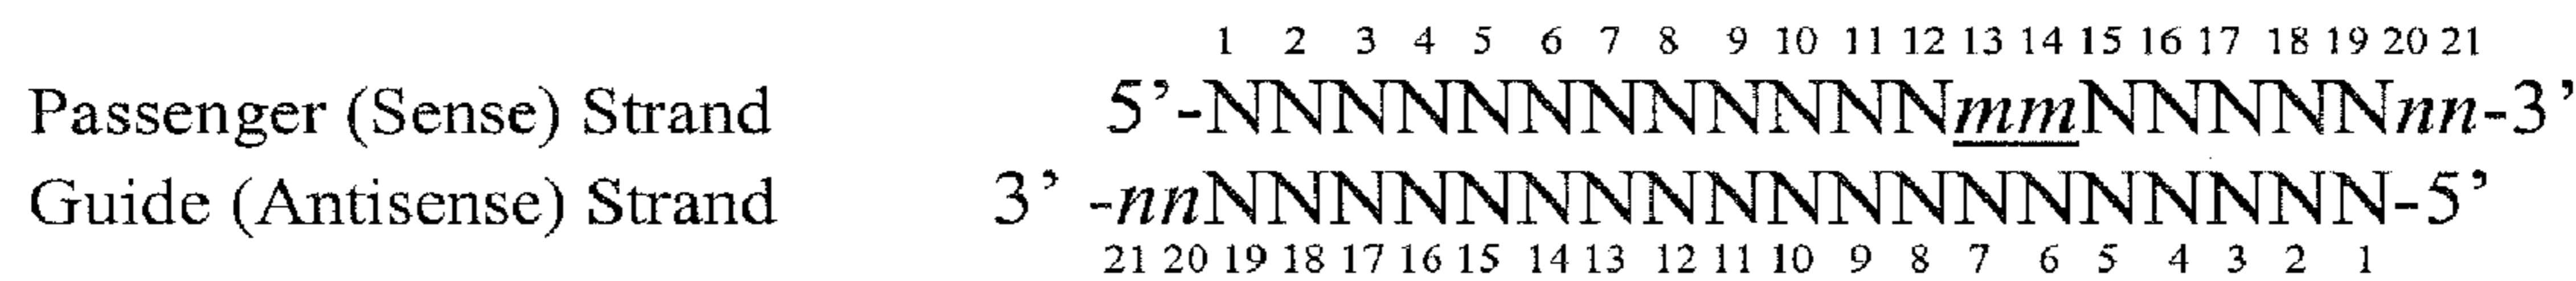 1 2 3 4 5 6 7 8 9 10 11 12 13 14 15 16 17 18 19 20 21
Passenger (Sense) Strand 5’-NNNNNNNNNNNNmmNNNNNnn-3’
Guide (Antisense) Strand 3’ -nnNNNNNNNNNNNNNNNNNNN-5’
21 20 19 18 17 16 15 14 13 12 11 10 9 8 7 6 5 4 3 2 1